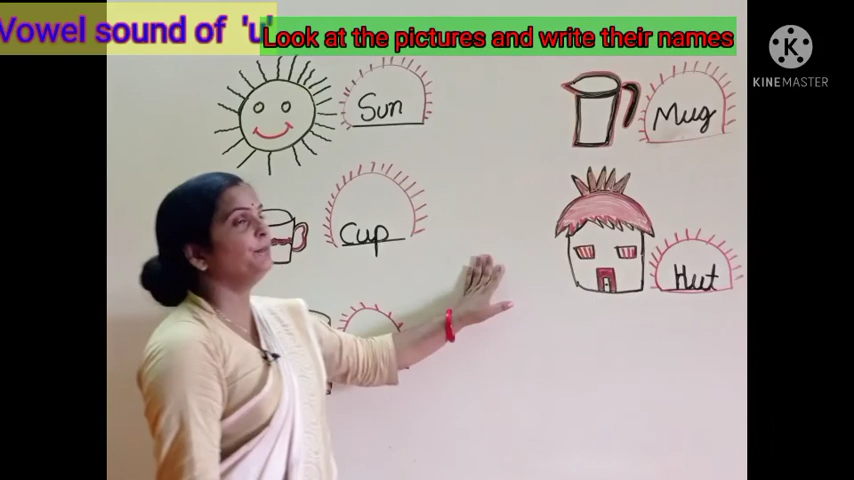 Vowel sound of 'u'
Look at the pictures and write their names
KINEMASTER
Sun
Mug
Cup
Hut